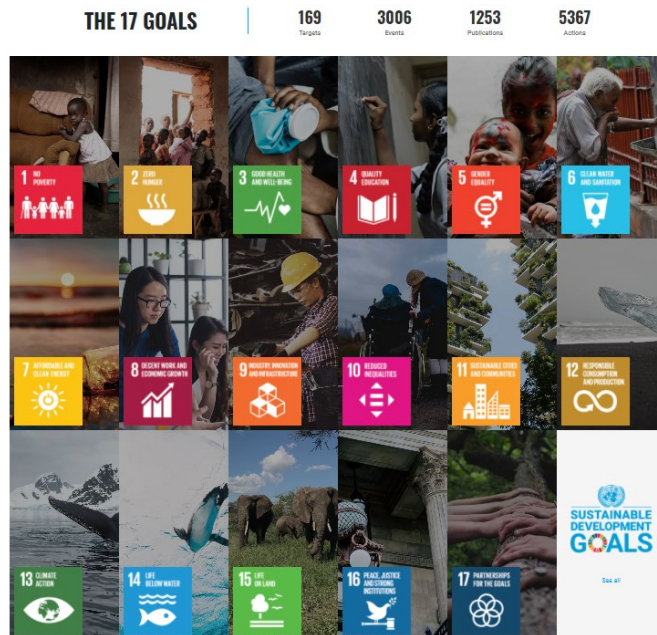 THE 17 GOALS
169
Targets
3006
Events
1253
Publications
5367
Actions
1 NO
POVERTY
2 ZERO
HUNGER
3 GOOD HEALTH
AND WELL-BEING
4 QUALITY
EDUCATION
5 GENDER
EQUALITY
6 CLEAN WATER
AND SANITATION
7 AFFORDABLE AND
CLEAN ENERGY
8 DECENT WORK AND
ECONOMIC GROWTH
9 INDUSTRY, INNOVATION
AND INFRASTRUCTURE
10 REDUCED
INEQUALITIES
11 SUSTAINABLE CITIES
AND COMMUNITIES
12 RESPONSIBLE
CONSUMPTION
AND PRODUCTION
13 CLIMATE
ACTION
14 LIFE
BELOW WATER
15 LIFE
ON LAND
16 PEACE, JUSTICE
AND STRONG
INSTITUTIONS
17 PARTNERSHIPS
FOR THE GOALS
SUSTAINABLE
DEVELOPMENT
GOALS
See all